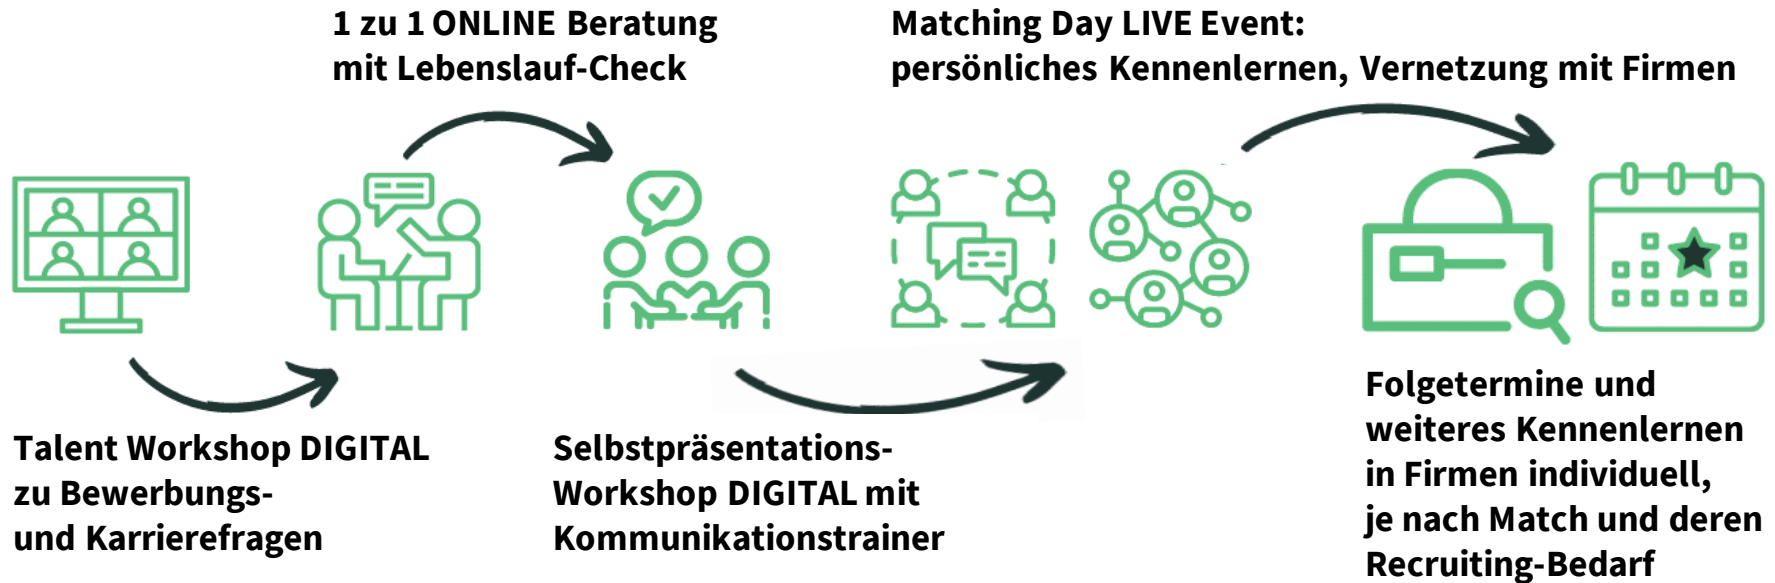 1 zu 1 ONLINE Beratung
mit Lebenslauf-Check
Matching Day LIVE Event:
persönliches Kennenlernen, Vernetzung mit Firmen
Talent Workshop DIGITAL
zu Bewerbungs-
und Karrierefragen
Selbstpräsentations-
Workshop DIGITAL mit
Kommunikationstrainer
Folgetermine und
weiteres Kennenlernen
in Firmen individuell,
je nach Match und deren
Recruiting-Bedarf